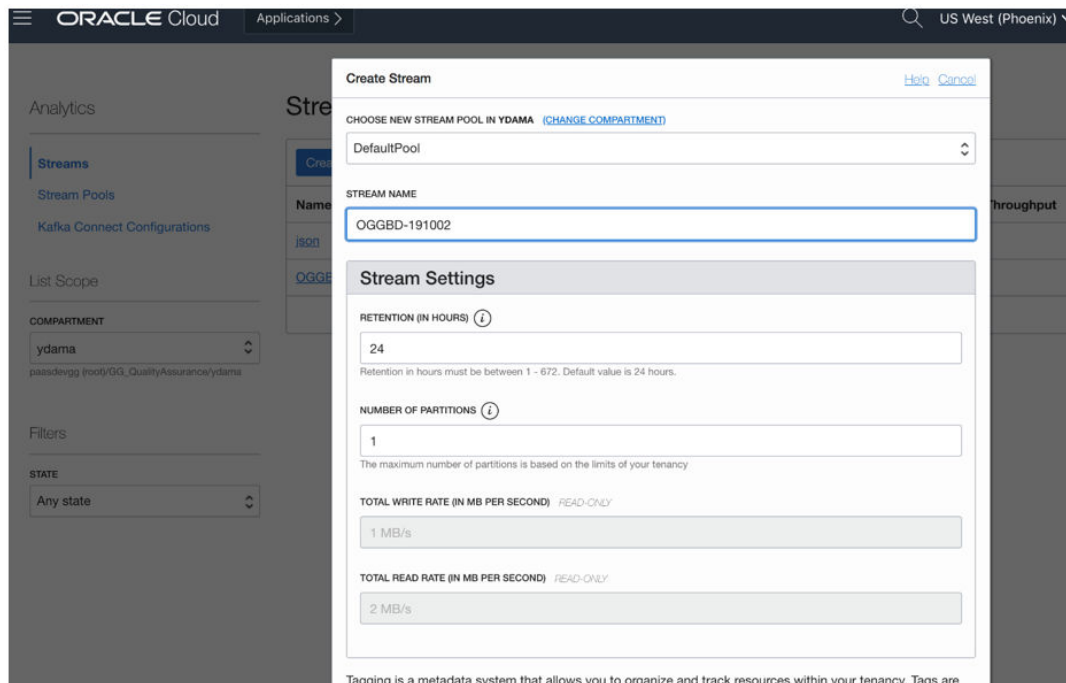 ORACLE Cloud
Applications
US West (Phoenix)
Analytics
Streams
Stream Pools
Kafka Connect Configurations
List Scope
COMPARTMENT
ydama
paasdevgg (root)/GG_QualityAssurance/ydama
Filters
STATE
Any state
Stre
Crea
Name
Throughput
json
OGGB
Create Stream
Help Cancel
CHOOSE NEW STREAM POOL IN YDAMA (CHANGE COMPARTMENT)
DefaultPool
STREAM NAME
OGGBD-191002
Stream Settings
RETENTION (IN HOURS) i
24
Retention in hours must be between 1 - 672. Default value is 24 hours.
NUMBER OF PARTITIONS i
1
The maximum number of partitions is based on the limits of your tenancy
TOTAL WRITE RATE (IN MB PER SECOND) READ-ONLY
1 MB/s
TOTAL READ RATE (IN MB PER SECOND) READ-ONLY
2 MB/s
Tagging is a metadata system that allows you to organize and track resources within your tenancy. Tags are